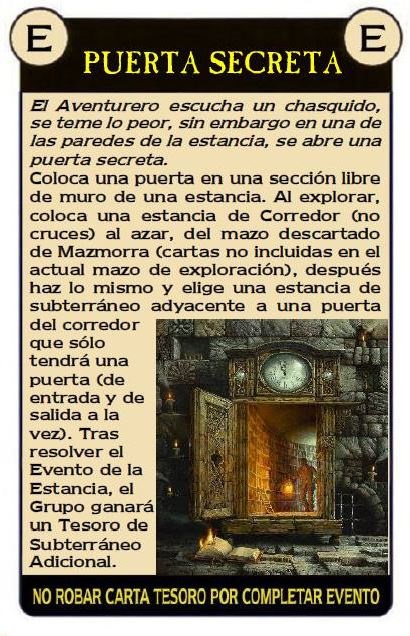 E E
PUERTA SECRETA
El Aventurero escucha un chasquido,
se teme lo peor, sin embargo en una de
las paredes de la estancia, se abre una
puerta secreta.
Coloca una puerta en una sección libre
de muro de una estancia. Al explorar,
coloca una estancia de Corredor (no
cruces) al azar, del mazo descartado
de Mazmorra (cartas no incluidas en el
actual mazo de exploración), después
haz lo mismo y elige una estancia de
subterráneo adyacente a una puerta
del corredor
que sólo
tendrá una
puerta (de
entrada y de
salida a la
vez). Tras
resolver el
Evento de la
Estancia, el
Grupo ganará
un Tesoro de
Subterráneo
Adicional.
NO ROBAR CARTA TESORO POR COMPLETAR EVENTO